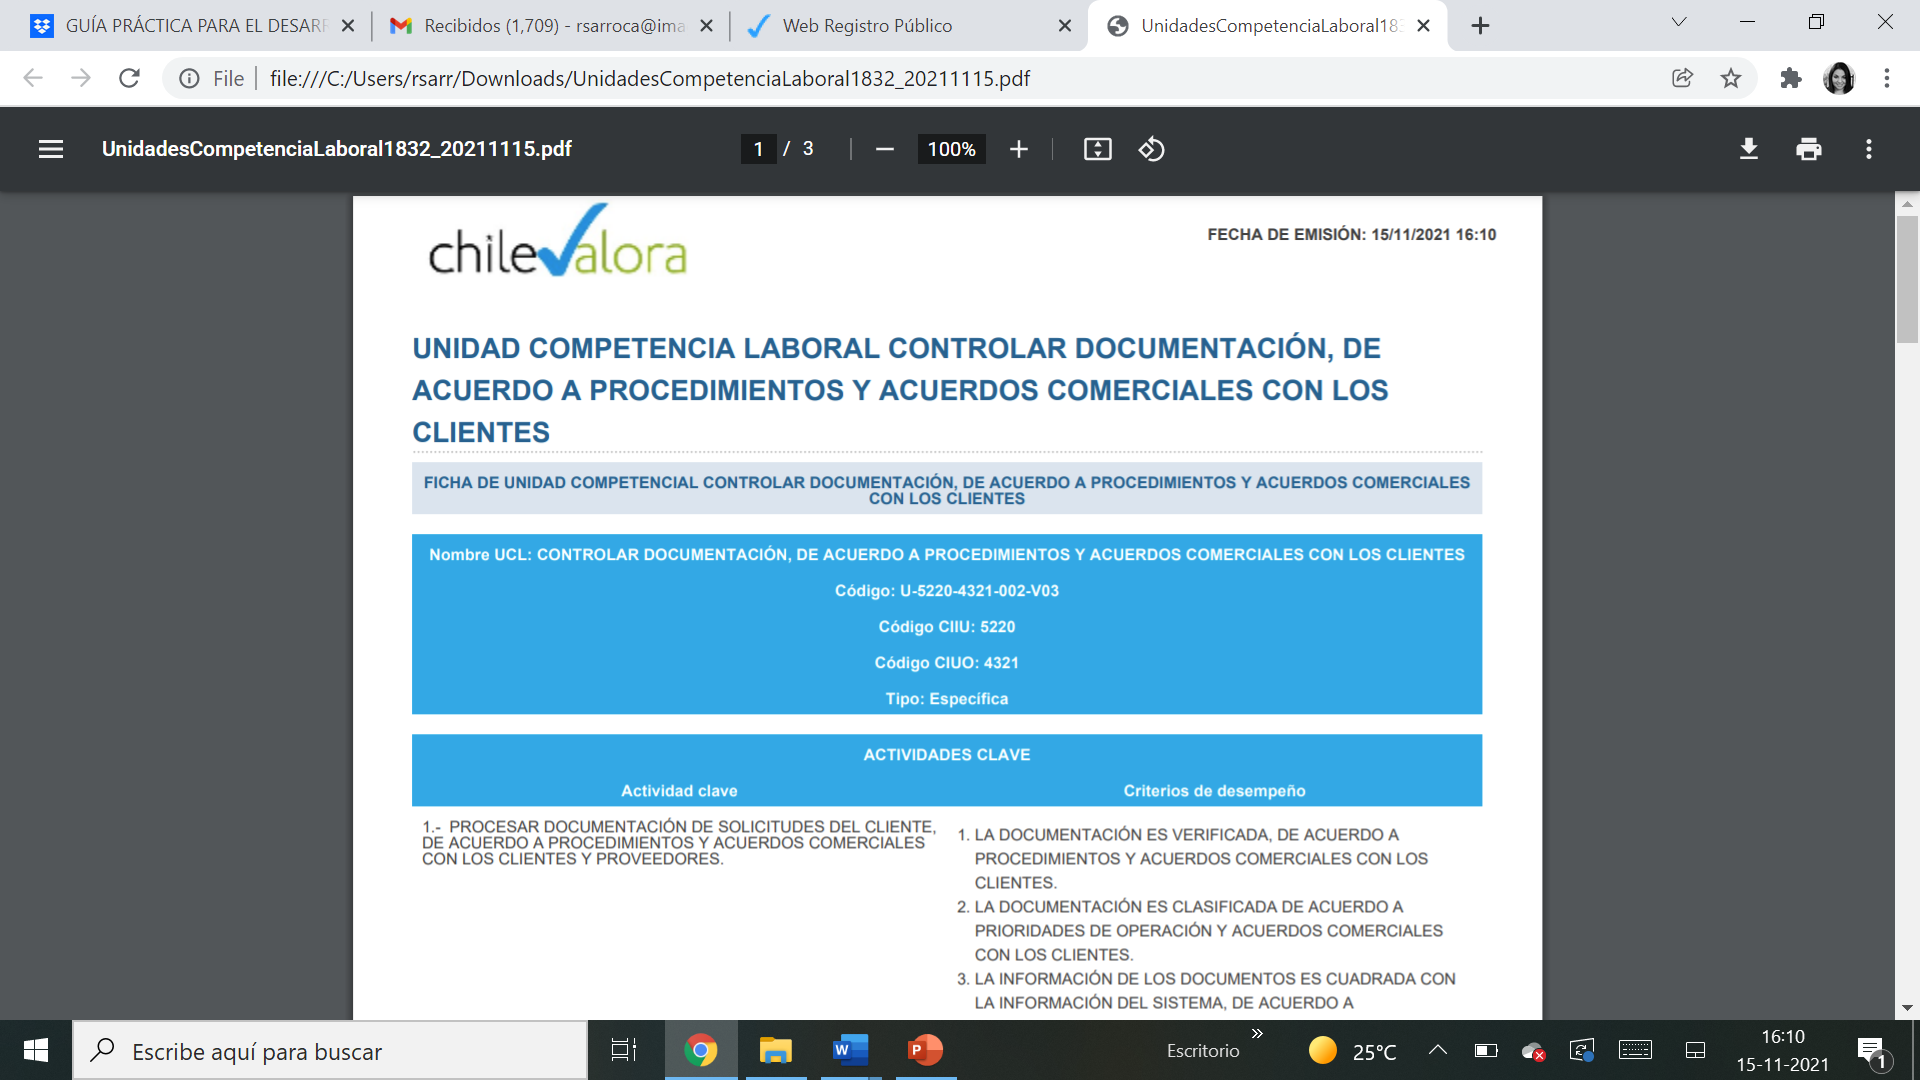 GUÍA PRÁCTICA PARA EL DESARR
Recibidos (1,709) - rsarroca@ima
Web Registro Público
UnidadesCompetenciaLaboral183
File
file:///C:/Users/rsarr/Downloads/UnidadesCompetenciaLaboral1832_20211115.pdf
UnidadesCompetenciaLaboral1832_20211115.pdf
1 / 3
100%
chilevalora
FECHA DE EMISIÓN: 15/11/2021 16:10
UNIDAD COMPETENCIA LABORAL CONTROLAR DOCUMENTACIÓN, DE
ACUERDO A PROCEDIMIENTOS Y ACUERDOS COMERCIALES CON LOS
CLIENTES
FICHA DE UNIDAD COMPETENCIAL CONTROLAR DOCUMENTACIÓN, DE ACUERDO A PROCEDIMIENTOS Y ACUERDOS COMERCIALES
CON LOS CLIENTES
Nombre UCL: CONTROLAR DOCUMENTACIÓN, DE ACUERDO A PROCEDIMIENTOS Y ACUERDOS COMERCIALES CON LOS CLIENTES
Código: U-5220-4321-002-V03
Código CIIU: 5220
Código CIUO: 4321
Tipo: Específica
ACTIVIDADES CLAVE
Actividad clave
Criterios de desempeño
1.- PROCESAR DOCUMENTACIÓN DE SOLICITUDES DEL CLIENTE,
DE ACUERDO A PROCEDIMIENTOS Y ACUERDOS COMERCIALES
CON LOS CLIENTES Y PROVEEDORES.
1. LA DOCUMENTACIÓN ES VERIFICADA, DE ACUERDO A
PROCEDIMIENTOS Y ACUERDOS COMERCIALES CON LOS
CLIENTES.
2. LA DOCUMENTACIÓN ES CLASIFICADA DE ACUERDO A
PRIORIDADES DE OPERACIÓN Y ACUERDOS COMERCIALES
CON LOS CLIENTES.
3. LA INFORMACIÓN DE LOS DOCUMENTOS ES CUADRADA CON
LA INFORMACIÓN DEL SISTEMA, DE ACUERDO A
Escribe aquí para buscar
Escritorio
25°C
16:10
15-11-2021
1